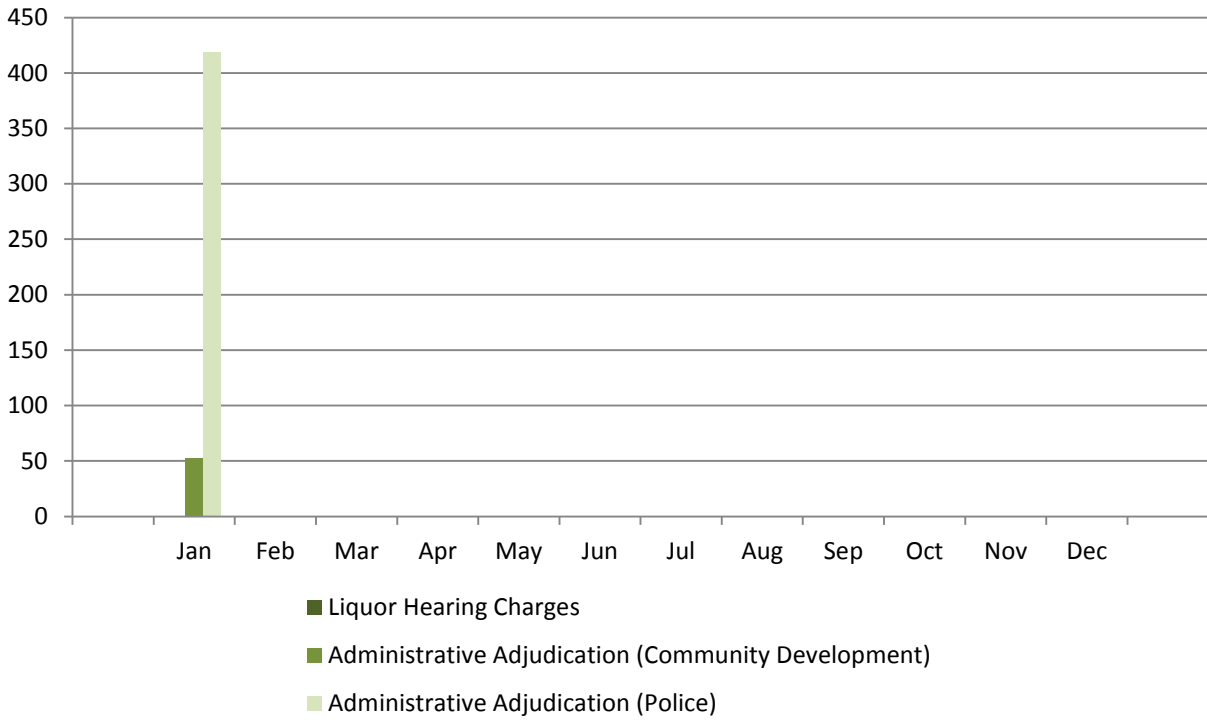 450
400
350
300
250
200
150
100
50
0
Jan Feb Mar Apr May Jun Jul Aug Sep Oct Nov Dec
Liquor Hearing Charges
Administrative Adjudication (Community Development)
Administrative Adjudication (Police)